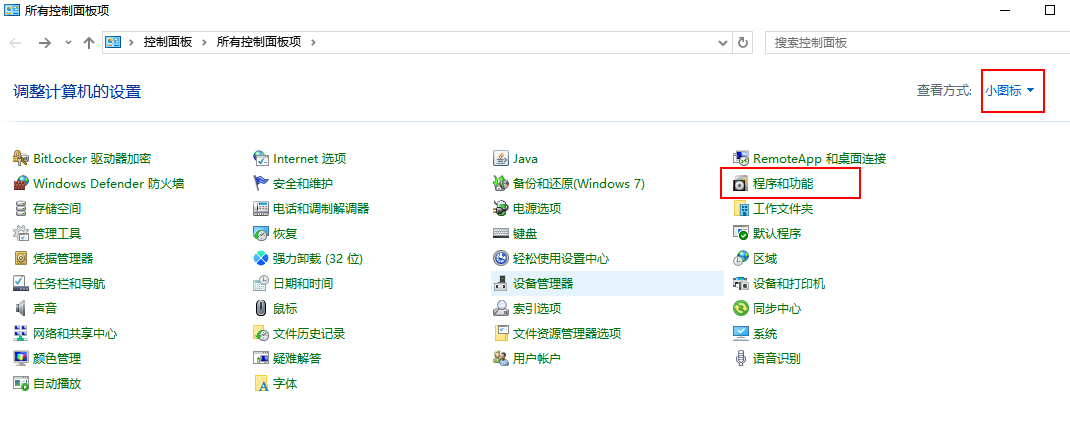 所有控制面板项
控制面板 所有控制面板项
搜索控制面板
调整计算机的设置
查看方式: 小图标
BitLocker 驱动器加密 Internet 选项 Java RemoteApp 和桌面连接
Windows Defender 防火墙 安全和维护 备份和还原(Windows 7) 程序和功能
存储空间 电话和调制解调器 电源选项 工作文件夹
管理工具 恢复 键盘 默认程序
凭据管理器 强力卸载 (32 位) 轻松使用设置中心 区域
任务栏和导航 日期和时间 设备管理器 设备和打印机
声音 鼠标 索引选项 同步中心
网络和共享中心 文件历史记录 文件资源管理器选项 系统
颜色管理 疑难解答 用户帐户 语音识别
自动播放 字体